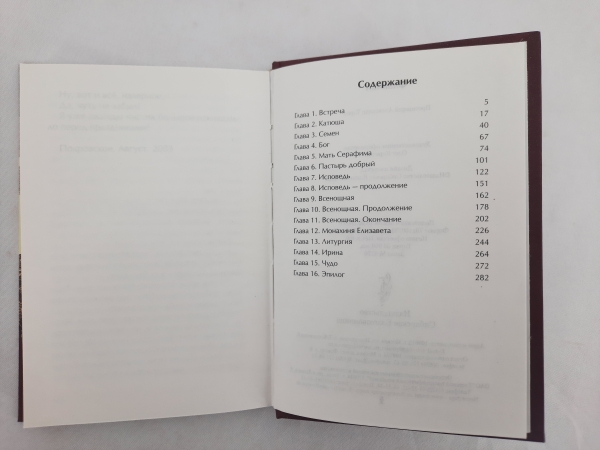 Содержание
Глава 1. Встреча 5
Глава 2. Катюша 17
Глава 3. Семен 40
Глава 4. Бог 67
Глава 5. Мать Серафима 74
Глава 6. Пастырь добрый 101
Глава 7. Исповедь 122
Глава 8. Исповедь — продолжение 151
Глава 9. Всенощная 162
Глава 10. Всенощная. Продолжение 178
Глава 11. Всенощная. Окончание 202
Глава 12. Монахиня Елизавета 226
Глава 13. Литургия 244
Глава 14. Ирина 264
Глава 15. Чудо 272
Глава 16. Эпилог 282